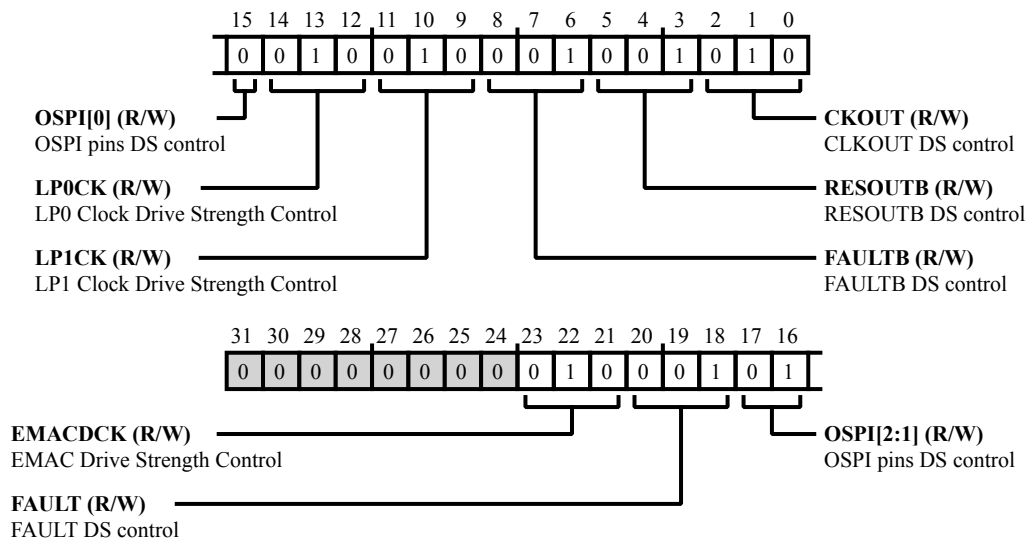 15 14 13 12 11 10 9 8 7 6 5 4 3 2 1 0
0 0 1 0 0 1 0 0 0 1 0 0 1 0 1 0
OSPI[0] (R/W)
OSPI pins DS control
CKOUT (R/W)
CLKOUT DS control
LP0CK (R/W)
LP0 Clock Drive Strength Control
RESOUTB (R/W)
RESOUTB DS control
LP1CK (R/W)
LP1 Clock Drive Strength Control
FAULTB (R/W)
FAULTB DS control
31 30 29 28 27 26 25 24 23 22 21 20 19 18 17 16
0 0 0 0 0 0 0 0 0 1 0 0 0 1 0 1
EMACDCK (R/W)
EMAC Drive Strength Control
OSPI[2:1] (R/W)
OSPI pins DS control
FAULT (R/W)
FAULT DS control